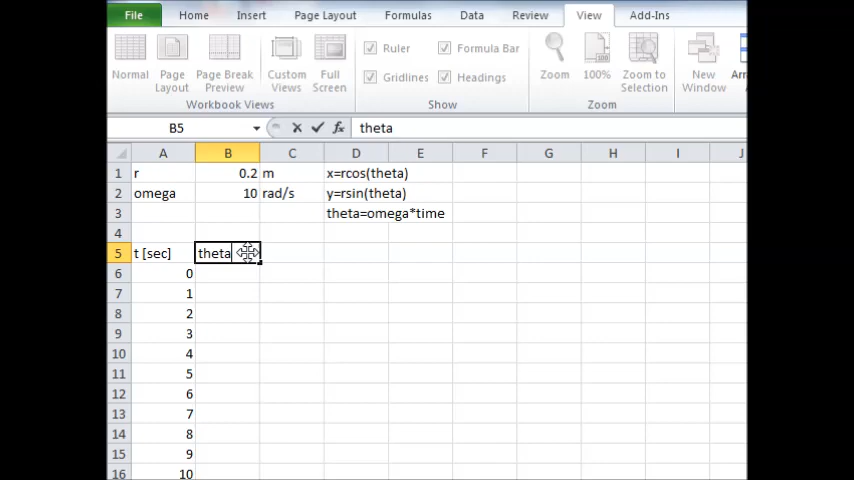 File Home Insert Page Layout Formulas Data Review View Add-Ins
Normal Page Layout Page Break Preview Custom Views Full Screen Ruler Formula Bar Gridlines Headings Zoom 100% Zoom to Selection New Window
Workbook Views Show Zoom
B5 fx theta
A B C D E F G H I J
1 r 0.2 m x=rcos(theta)
2 omega 10 rad/s y=rsin(theta)
3 theta=omega*time
4
5 t [sec] theta
6 0
7 1
8 2
9 3
10 4
11 5
12 6
13 7
14 8
15 9
16 10